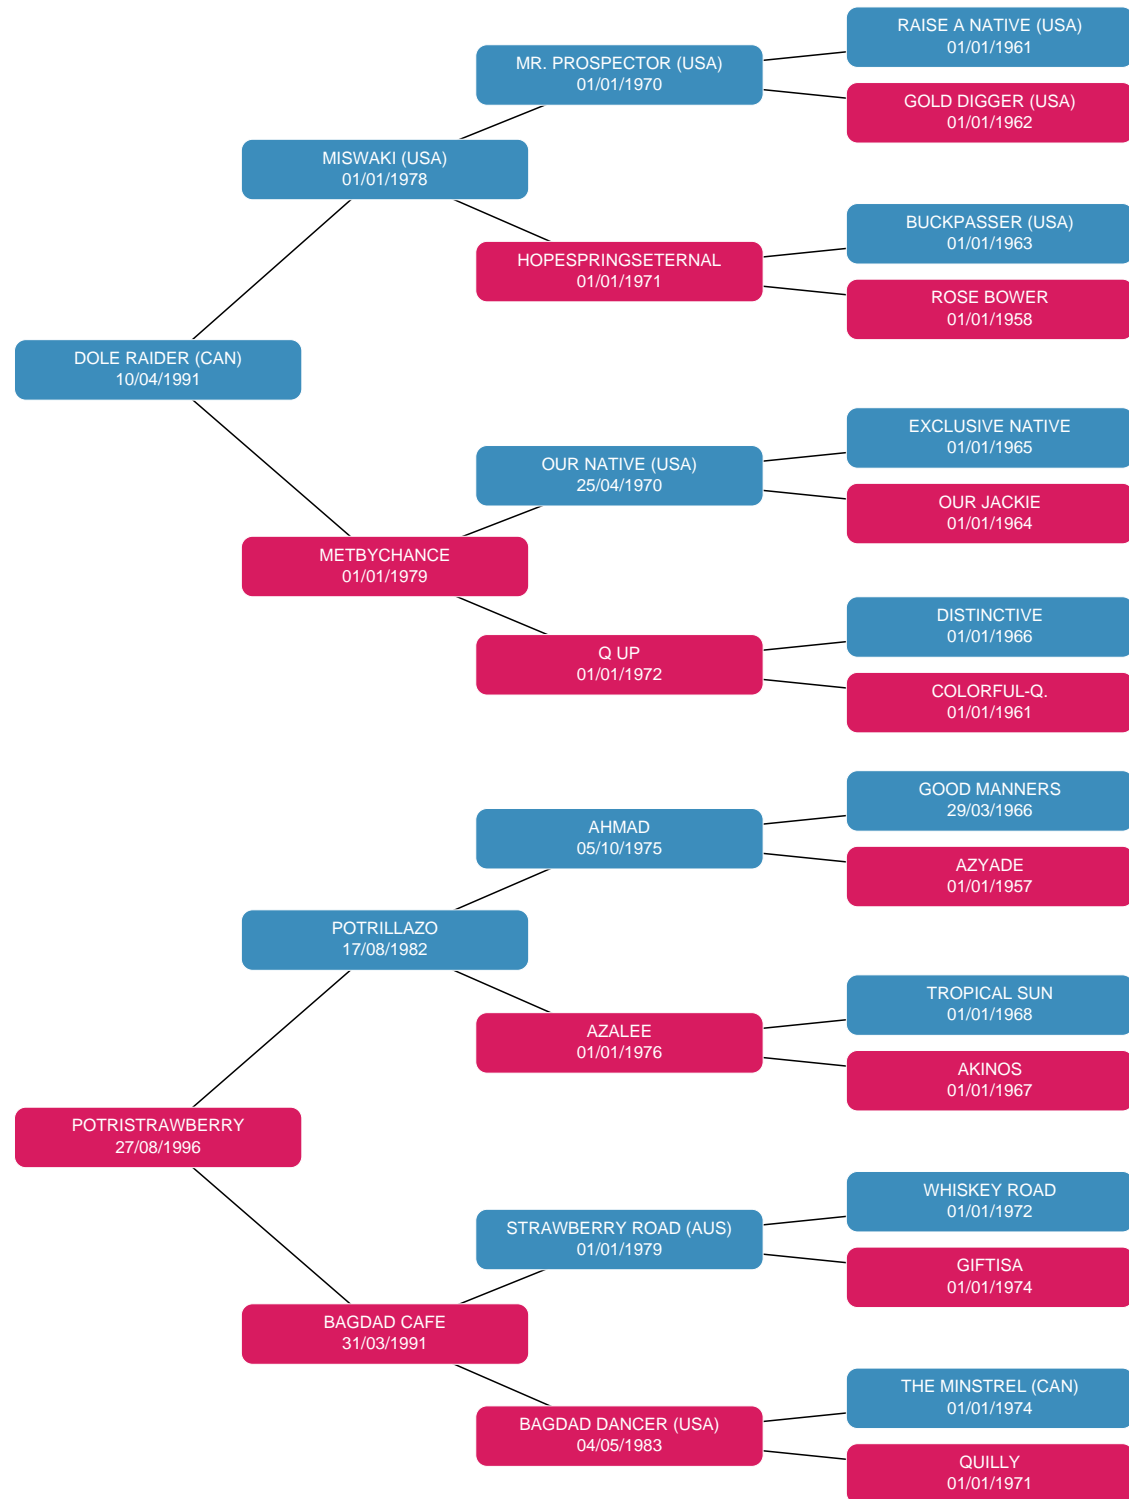 RAISE A NATIVE (USA)
01/01/1961
MR. PROSPECTOR (USA)
01/01/1970
GOLD DIGGER (USA)
01/01/1962
MISWAKI (USA)
01/01/1978
BUCKPASSER (USA)
01/01/1963
HOPESPRINGSETERNAL
01/01/1971
ROSE BOWER
01/01/1958
DOLE RAIDER (CAN)
10/04/1991
EXCLUSIVE NATIVE
01/01/1965
OUR NATIVE (USA)
25/04/1970
OUR JACKIE
01/01/1964
METBYCHANCE
01/01/1979
DISTINCTIVE
01/01/1966
Q UP
01/01/1972
COLORFUL-Q.
01/01/1961
GOOD MANNERS
29/03/1966
AHMAD
05/10/1975
AZYADE
01/01/1957
POTRILLAZO
17/08/1982
TROPICAL SUN
01/01/1968
AZALEE
01/01/1976
AKINOS
01/01/1967
POTRISTRAWBERRY
27/08/1996
WHISKEY ROAD
01/01/1972
STRAWBERRY ROAD (AUS)
01/01/1979
GIFTISA
01/01/1974
BAGDAD CAFE
31/03/1991
THE MINSTREL (CAN)
01/01/1974
BAGDAD DANCER (USA)
04/05/1983
QUILLY
01/01/1971